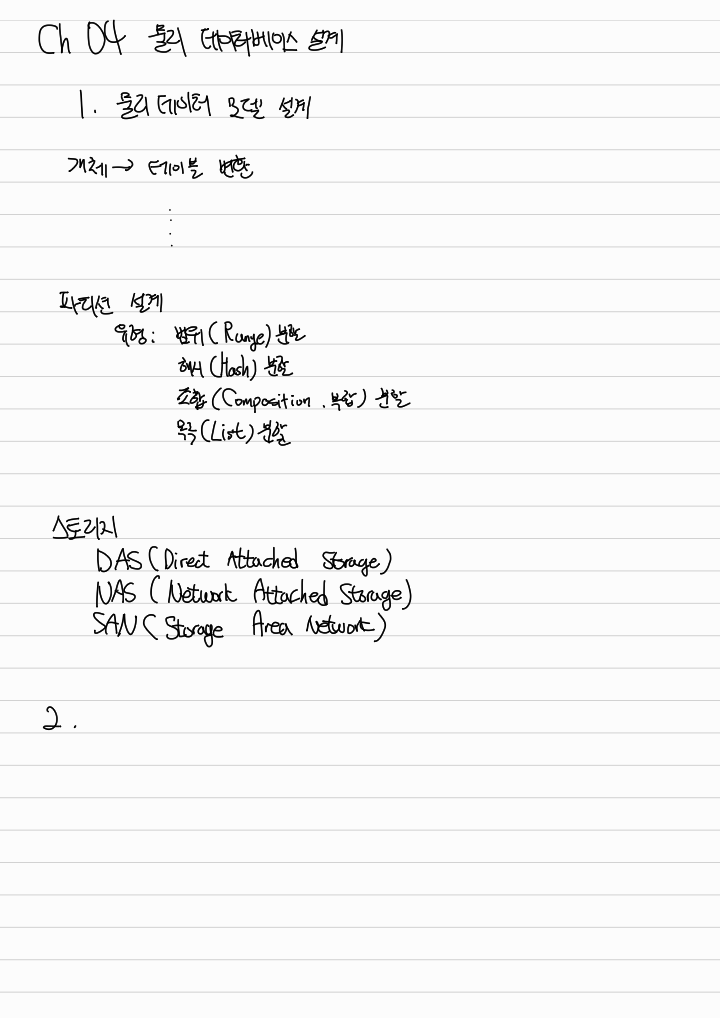 Ch 04 물리 데이터베이스 설계
1. 물리 데이터 모델 설계
개체 → 테이블 변환
파티션 설계
유형: 범위(Range) 분할
해시(Hash) 분할
조합(Composition. 복합) 분할
목록(List) 분할
스토리지
DAS (Direct Attached Storage)
NAS (Network Attached Storage)
SAN (Storage Area Network)
2.